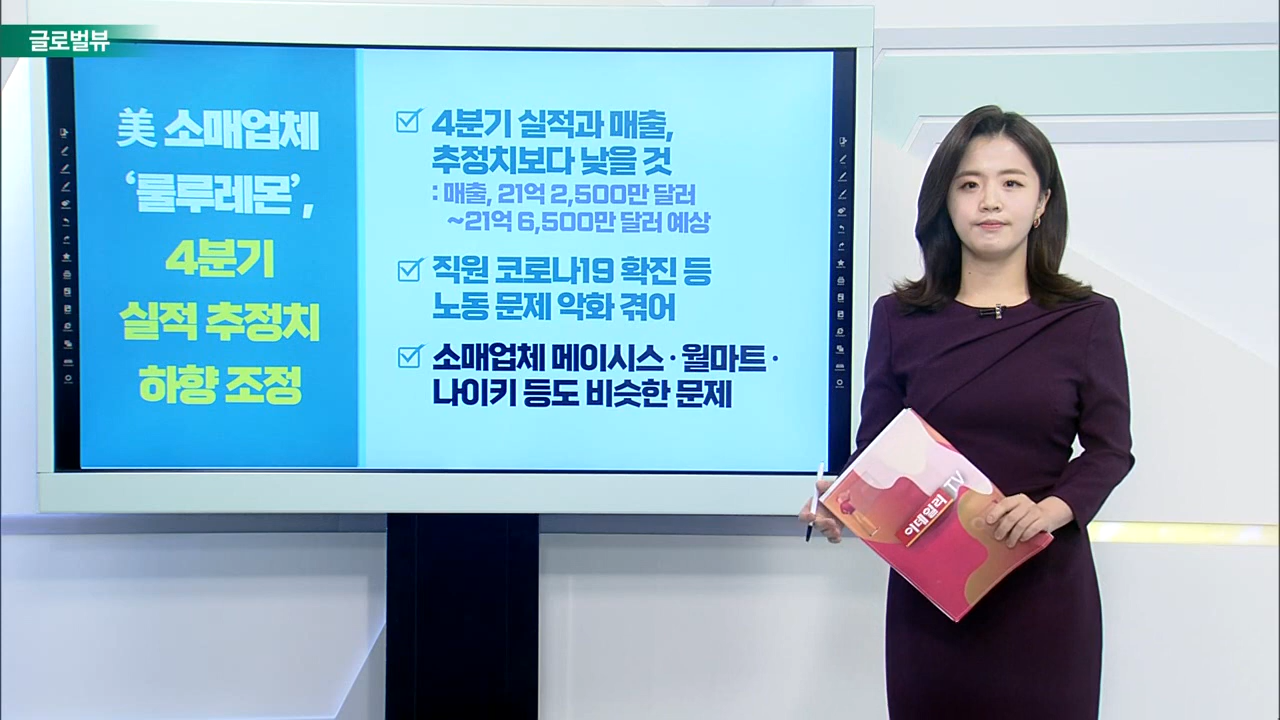 글로벌뷰
美 소매업체
‘룰루레몬’,
4분기
실적 추정치
하향 조정
4분기 실적과 매출,
추정치보다 낮을 것
: 매출, 21억 2,500만 달러
~21억 6,500만 달러 예상
직원 코로나19 확진 등
노동 문제 악화 겪어
소매업체 메이시스·월마트·
나이키 등도 비슷한 문제
이데일리 TV